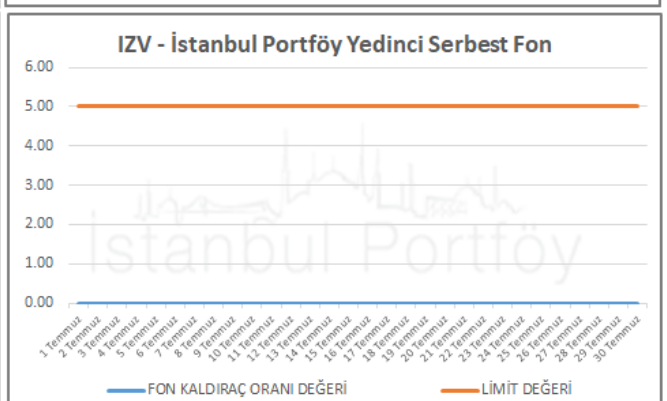 IZV - İstanbul Portföy Yedinci Serbest Fon
6.00
5.00
4.00
3.00
2.00
1.00
0.00
İstanbul Portföy
1 Temmuz
2 Temmuz
3 Temmuz
4 Temmuz
5 Temmuz
6 Temmuz
7 Temmuz
8 Temmuz
9 Temmuz
10 Temmuz
11 Temmuz
12 Temmuz
13 Temmuz
14 Temmuz
15 Temmuz
16 Temmuz
17 Temmuz
18 Temmuz
19 Temmuz
20 Temmuz
21 Temmuz
22 Temmuz
23 Temmuz
24 Temmuz
25 Temmuz
26 Temmuz
27 Temmuz
28 Temmuz
29 Temmuz
30 Temmuz
FON KALDIRAÇ ORANI DEĞERİ
LİMİT DEĞERİ